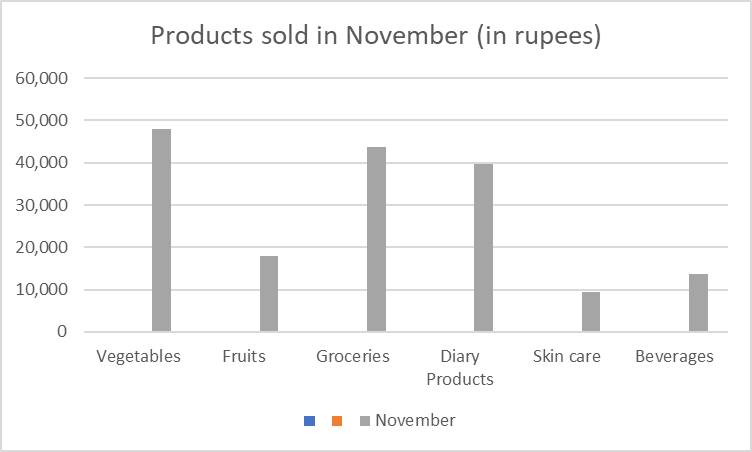 Products sold in November (in rupees)
60,000
50,000
40,000
30,000
20,000
10,000
0
Vegetables Fruits Groceries Diary Skin care Beverages
Products
November